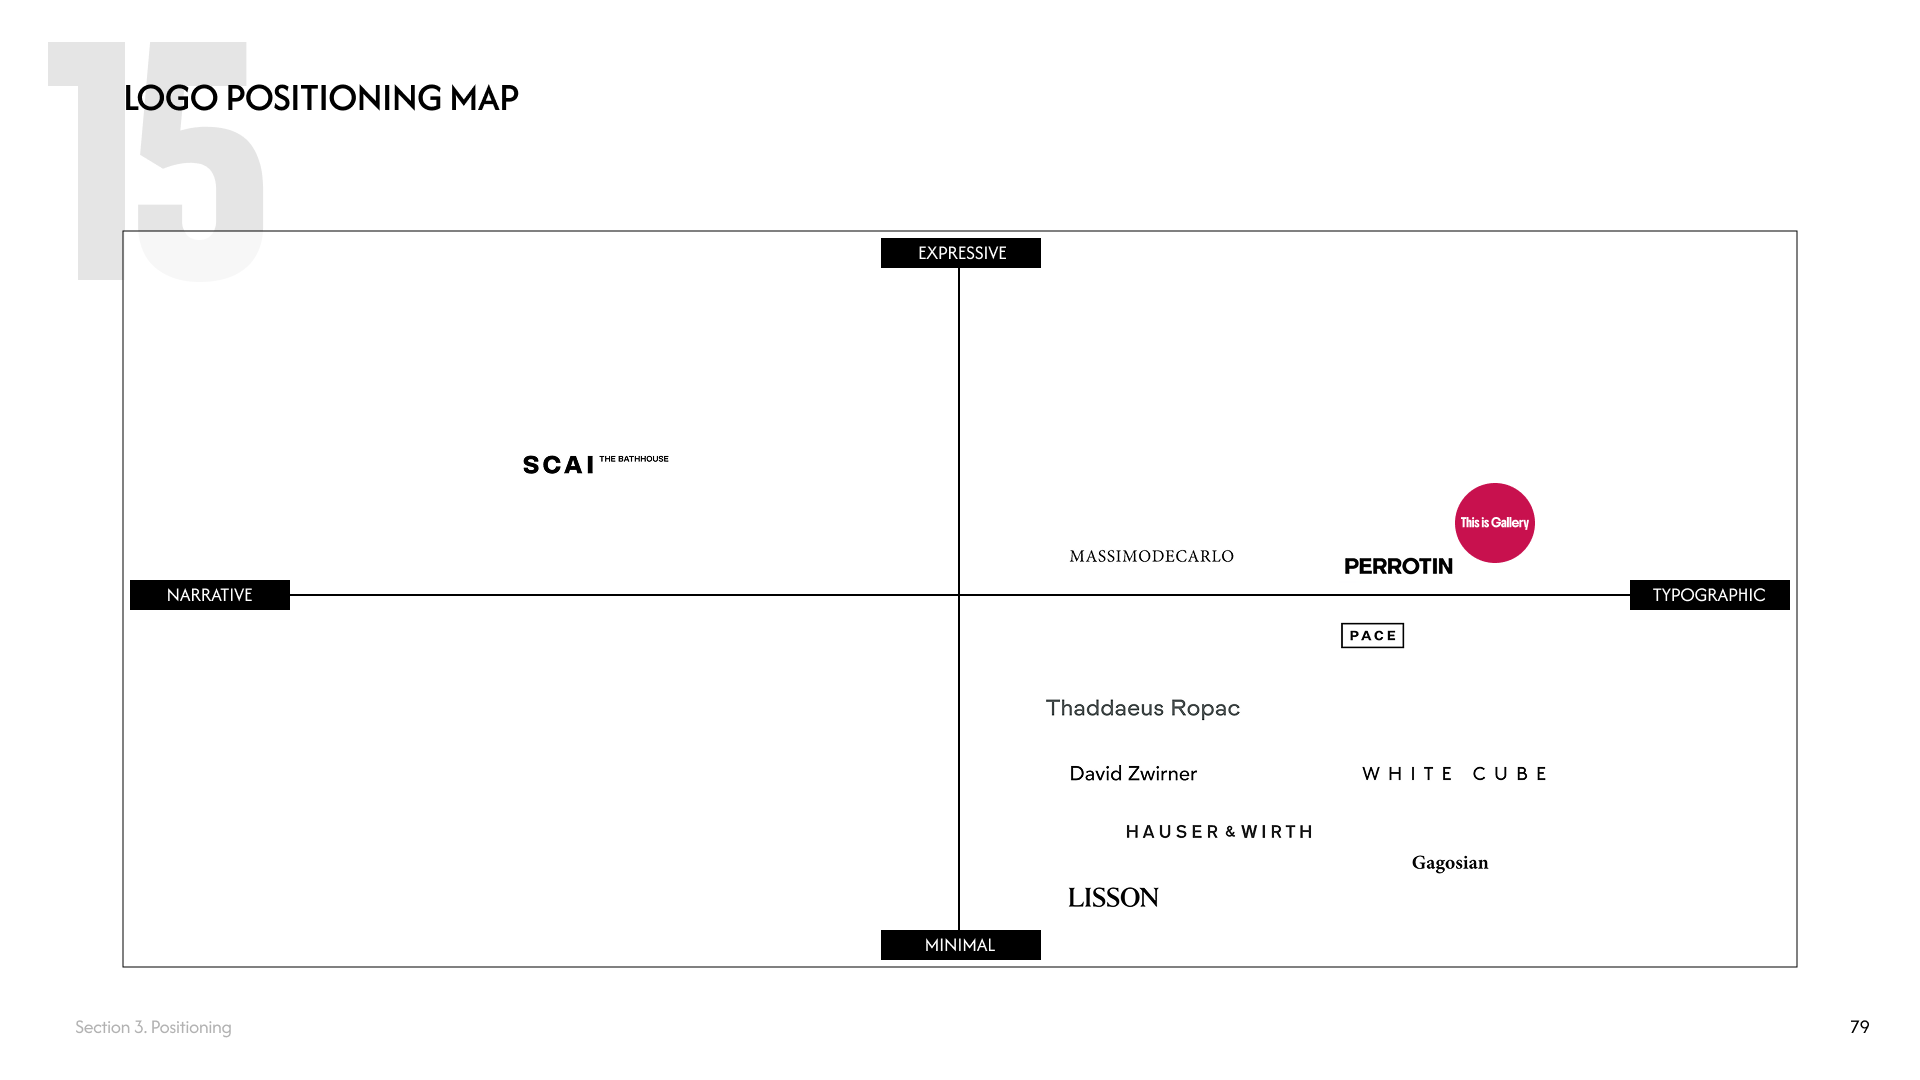 15
LOGO POSITIONING MAP
EXPRESSIVE
SCAI THE BATHHOUSE
This is Gallery
MASSIMODECARLO
PERROTIN
NARRATIVE
TYPOGRAPHIC
PACE
Thaddaeus Ropac
David Zwirner
WHITE CUBE
HAUSER & WIRTH
Gagosian
LISSON
MINIMAL
Section 3. Positioning
79